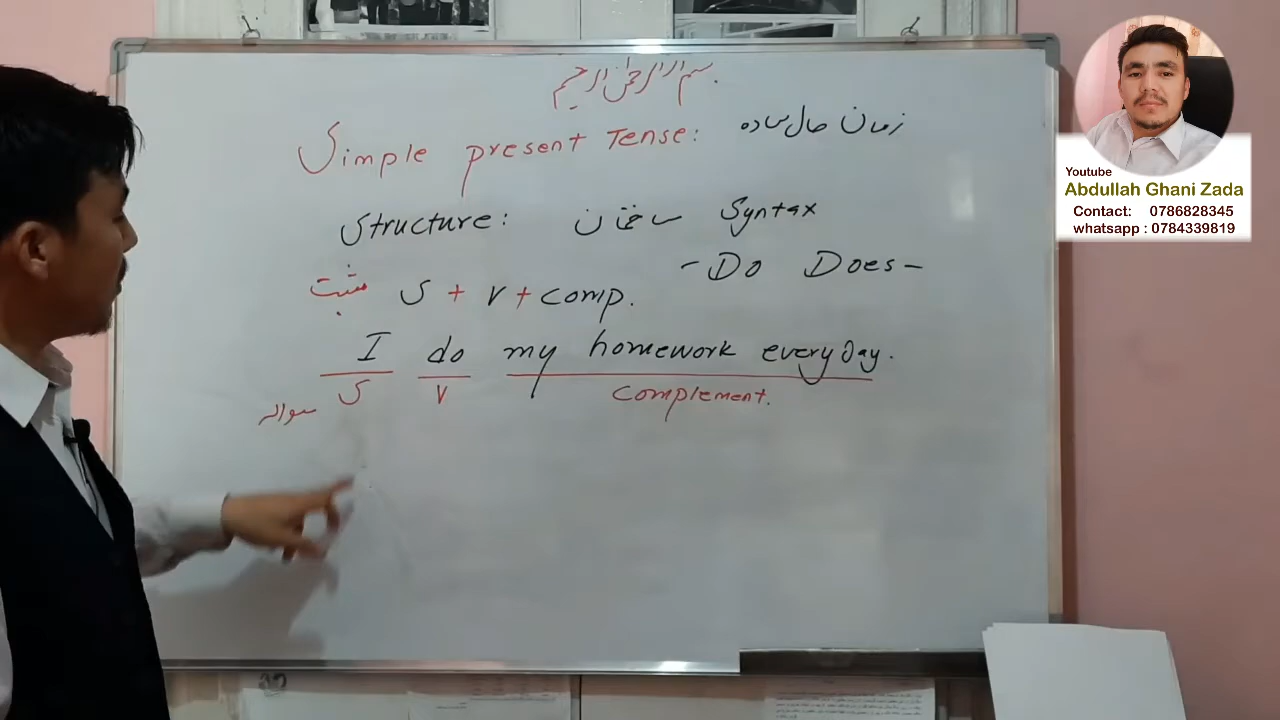 بسم الله الرحمن الرحیم.
Simple present Tense: زمان حال ساده
Structure: ساختمان Syntax
- Do Does -
مثبت S + V + comp.
I do my homework everyDay.
S V complement.
سوالیه
Youtube
Abdullah Ghani Zada
Contact: 0786828345
whatsapp : 0784339819